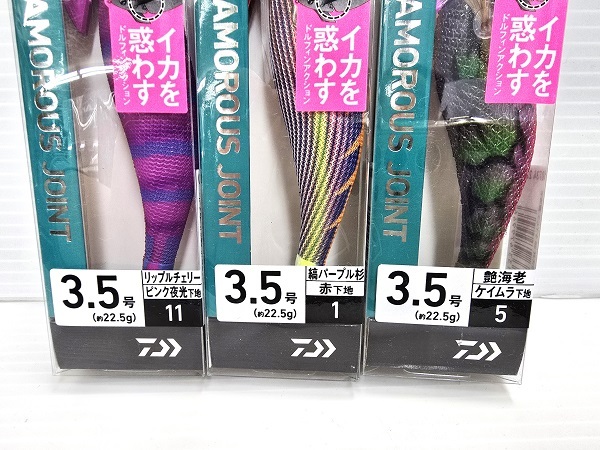 AMOROUS JOINT
イカを
惑わす
ドルフィンアクション
3.5号
(約22.5g)
リップルチェリー
ピンク夜光下地
11
AMOROUS JOINT
イカを
惑わす
ドルフィンアクション
3.5号
(約22.5g)
縞パープル杉
赤下地
1
AMOROUS JOINT
イカを
惑わす
ドルフィンアクション
3.5号
(約22.5g)
艶海老
ケイムラ下地
5